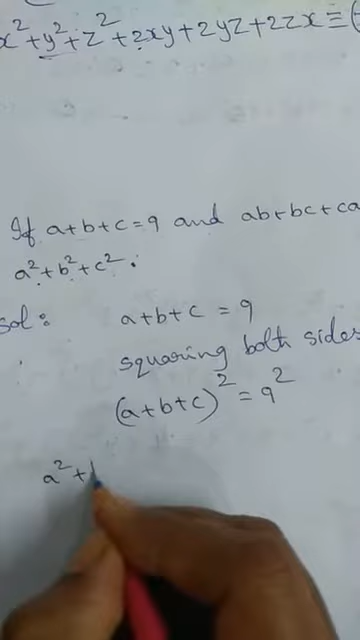 x²+y²+z²+2xy+2yz+2zx≡(
If a+b+c=9 and ab+bc+ca
a²+b²+c².
sol: a+b+c = 9
squaring both sides
(a+b+c)² = 9²
a²+